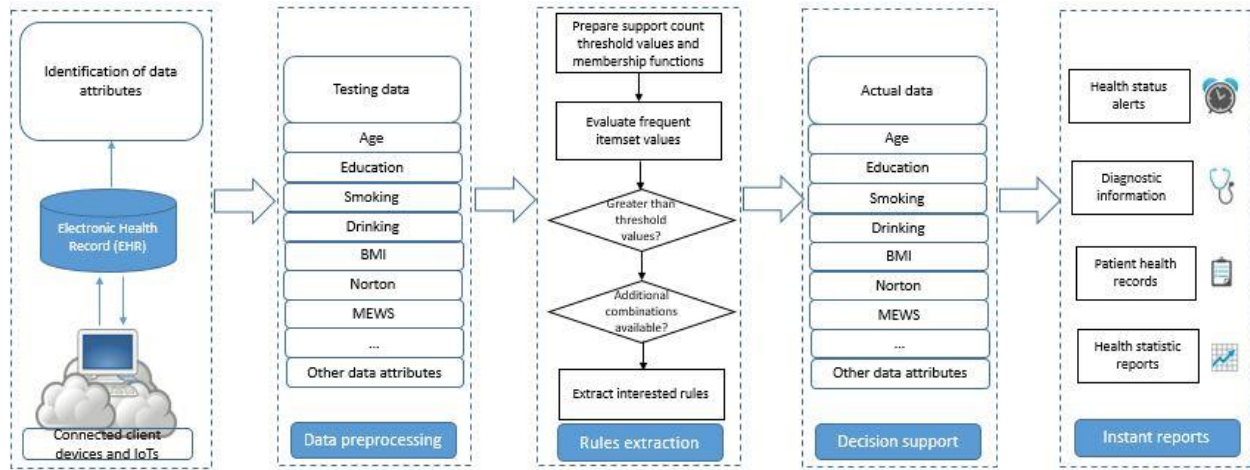 Identification of data
attributes
Electronic Health
Record (EHR)
Connected client
devices and IoTs
Testing data
Age
Education
Smoking
Drinking
BMI
Norton
MEWS
...
Other data attributes
Data preprocessing
Prepare support count
threshold values and
membership functions
Evaluate frequent
itemset values
Greater than
threshold
values?
Additional
combinations
available?
Extract interested rules
Rules extraction
Actual data
Age
Education
Smoking
Drinking
BMI
Norton
MEWS
...
Other data attributes
Decision support
Health status
alerts
Diagnostic
information
Patient health
records
Health statistic
reports
Instant reports